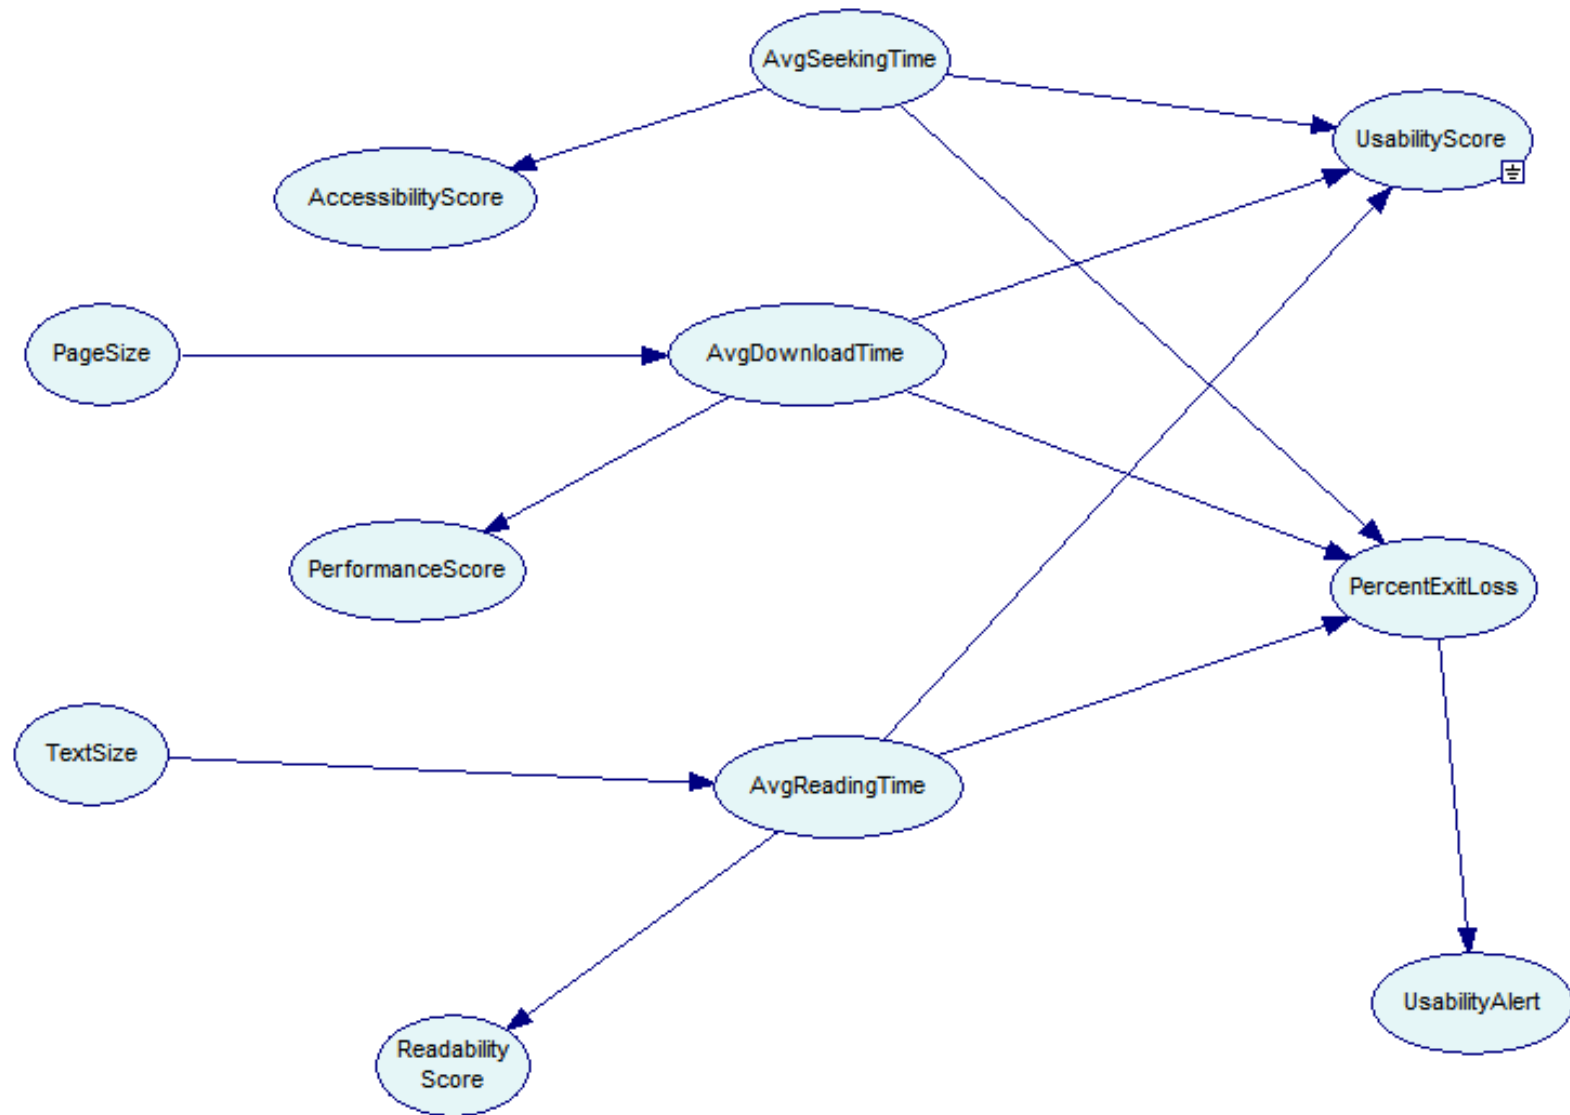 AvgSeekingTime
UsabilityScore
AccessibilityScore
PageSize
AvgDownloadTime
PerformanceScore
PercentExitLoss
TextSize
AvgReadingTime
UsabilityAlert
Readability
Score